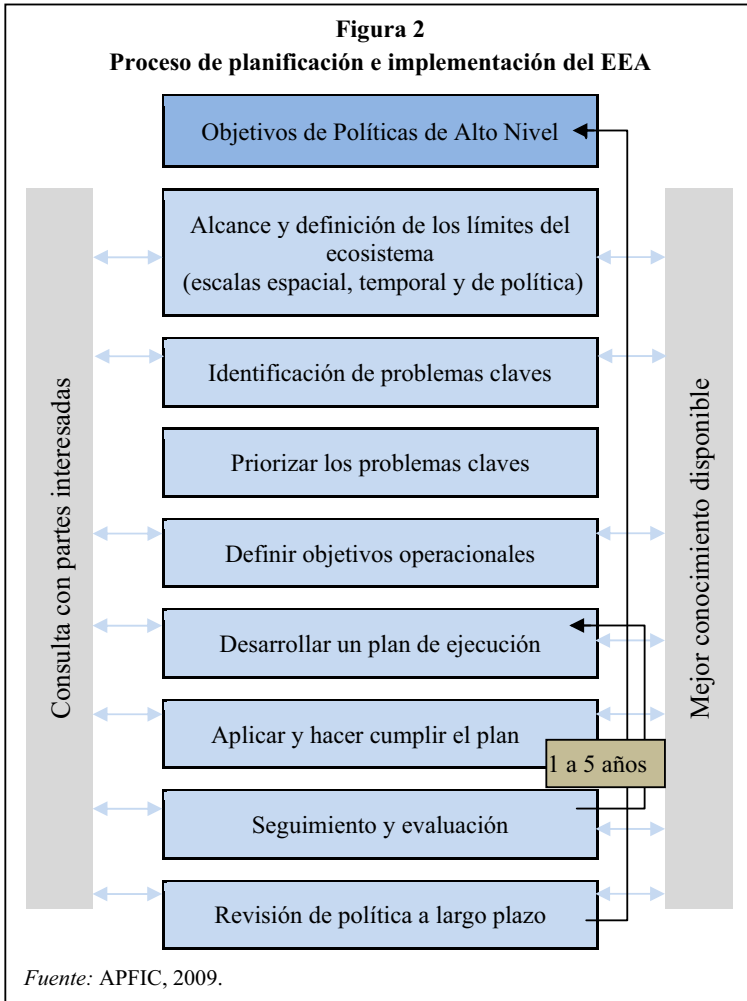 Figura 2
Proceso de planificación e implementación del EEA
Objetivos de Políticas de Alto Nivel
Alcance y definición de los límites del
ecosistema
(escalas espacial, temporal y de política)
Identificación de problemas claves
Priorizar los problemas claves
Definir objetivos operacionales
Desarrollar un plan de ejecución
Aplicar y hacer cumplir el plan
1 a 5 años
Seguimiento y evaluación
Revisión de política a largo plazo
Consulta con partes interesadas
Mejor conocimiento disponible
Fuente: APFIC, 2009.